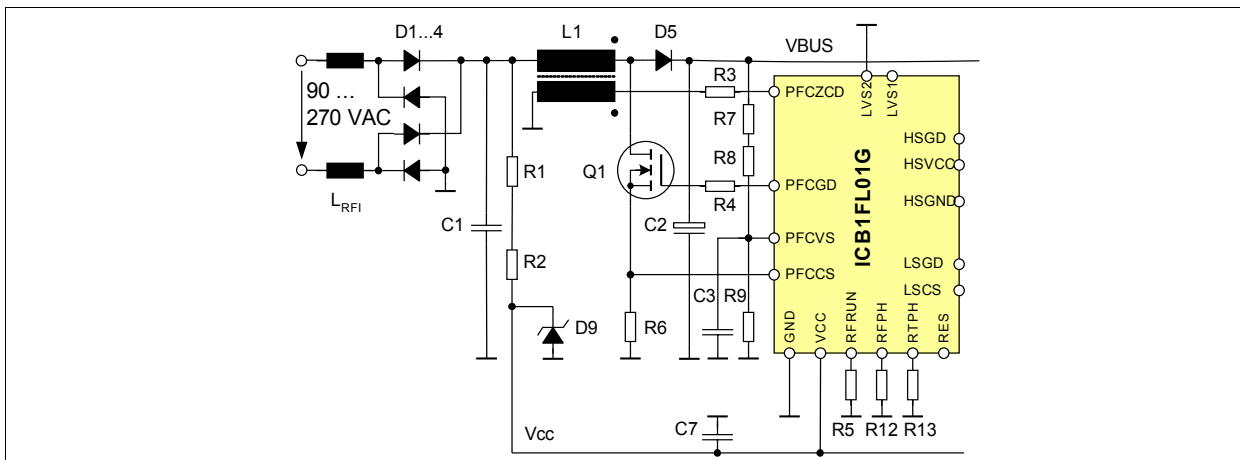 D1...4
L1
D5
VBUS
90 ...
270 VAC
L RFI
R3
PFCZCD
LVS2
LVS1
R7
R8
HSGD
HSVCC
HSGND
R1
Q1
PFCGD
R4
C1
C2
PFCVS
ICB1FL01G
R2
PFCCS
LSGD
LSCS
C3
R9
D9
R6
GND
VCC
RFRUN
RFPH
RTPH
RES
Vcc
C7
R5
R12
R13